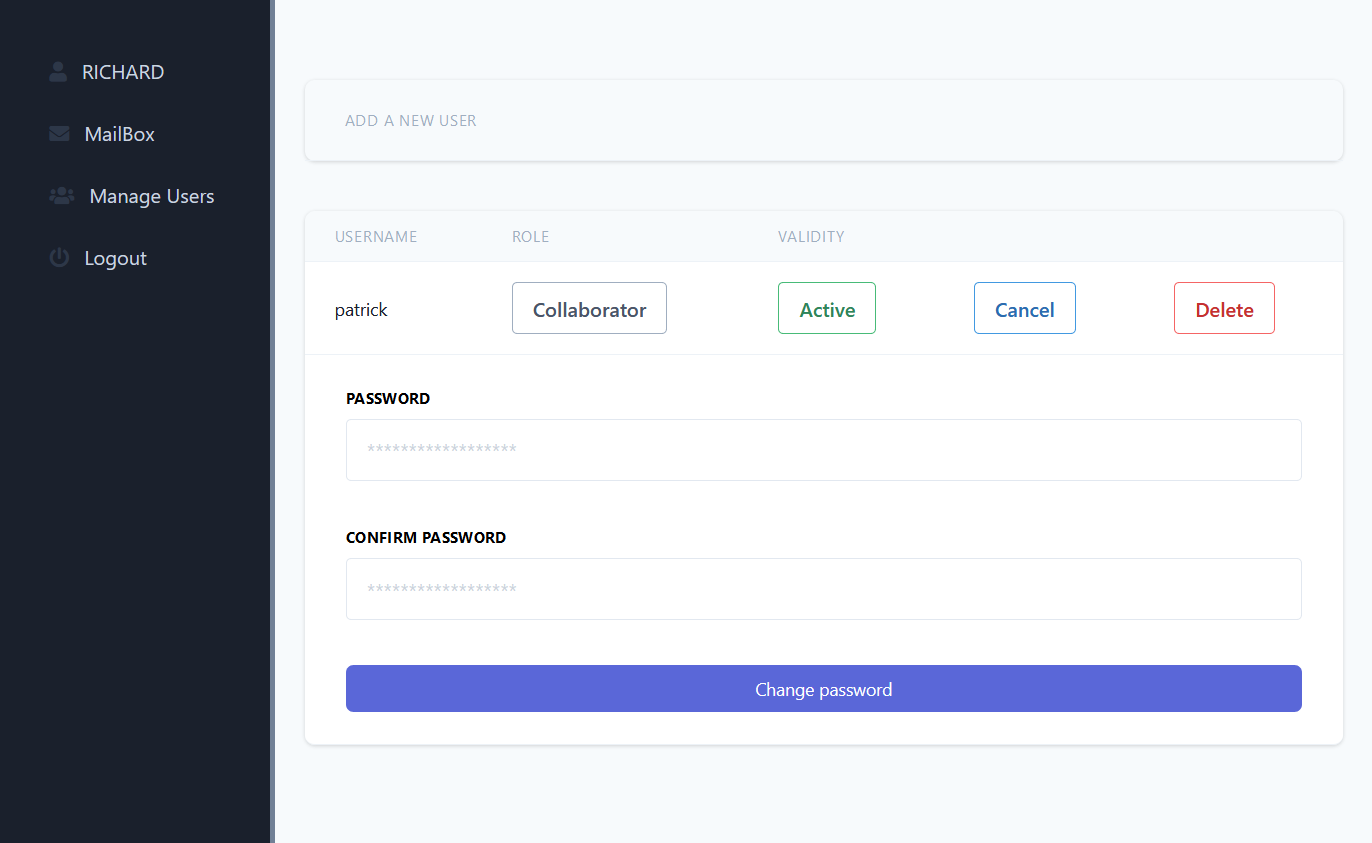 RICHARD
MailBox
Manage Users
Logout
ADD A NEW USER
USERNAME ROLE VALIDITY
patrick Collaborator Active Cancel Delete
PASSWORD
******************
CONFIRM PASSWORD
******************
Change password